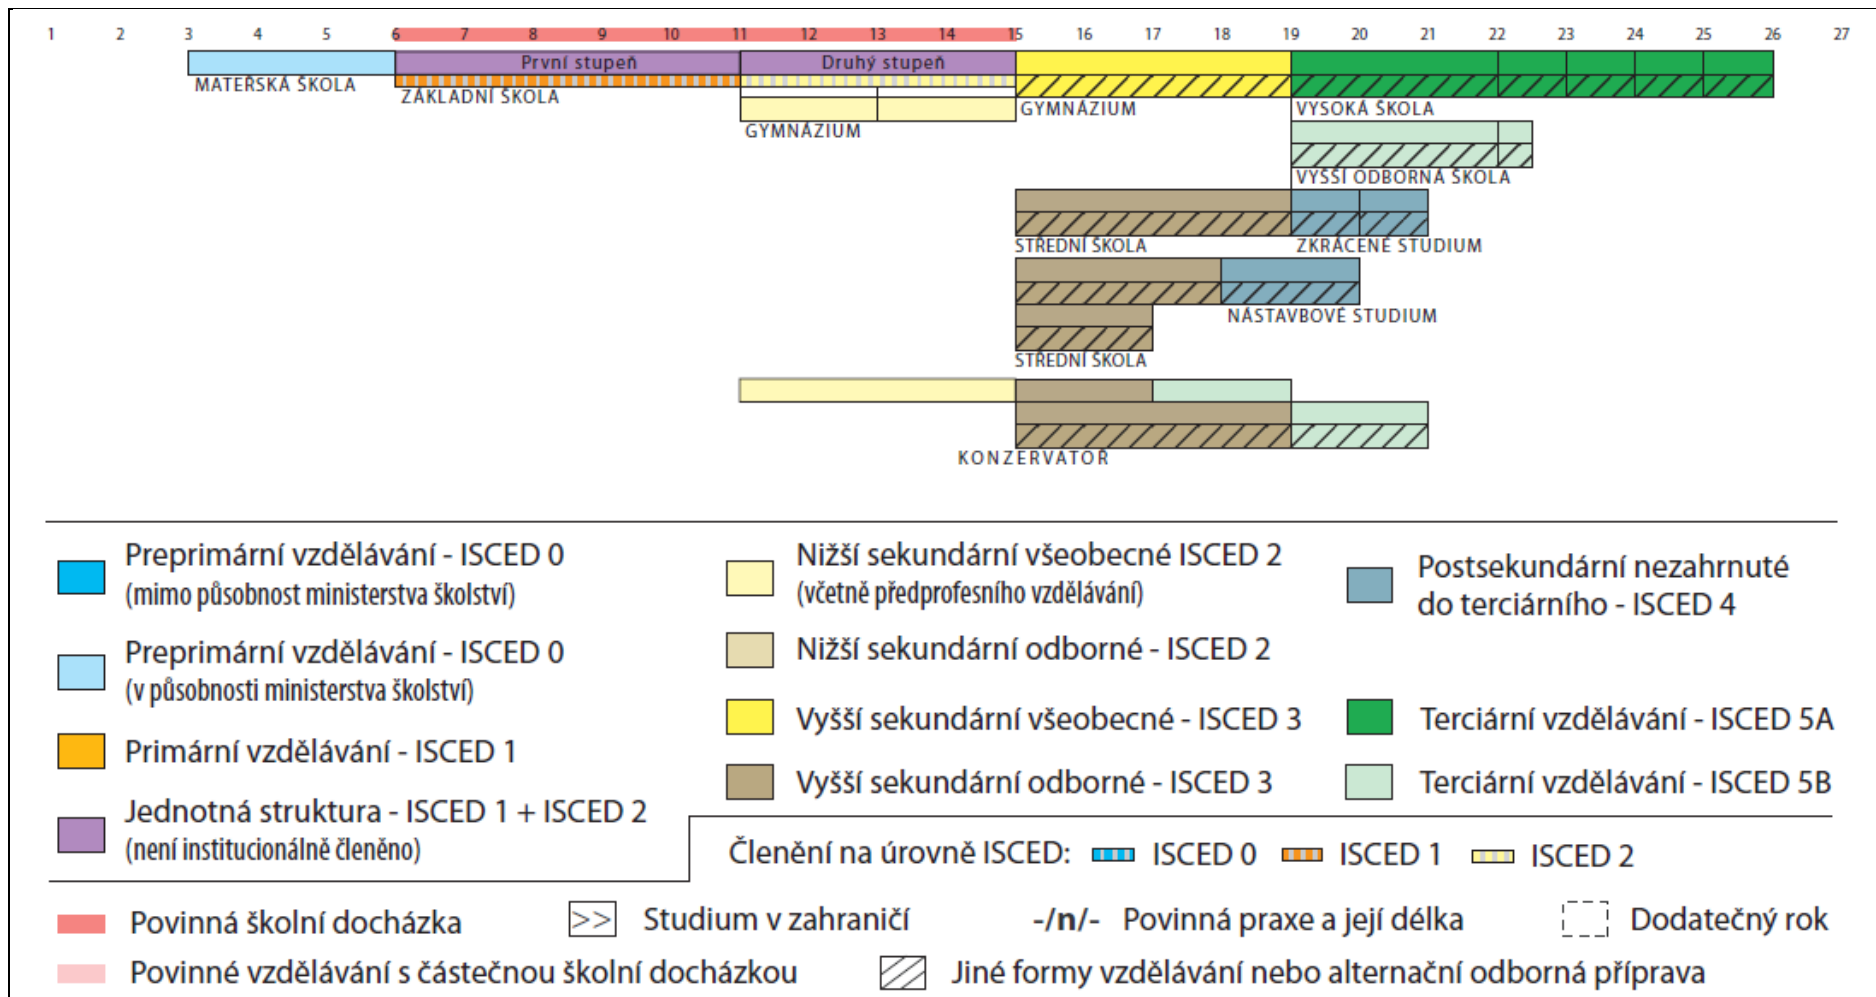 1 2 3 4 5 6 7 8 9 10 11 12 13 14 15 16 17 18 19 20 21 22 23 24 25 26 27
První stupeň Druhý stupeň
MATEŘSKÁ ŠKOLA
ZÁKLADNÍ ŠKOLA
GYMNÁZIUM
GYMNÁZIUM
VYSOKÁ ŠKOLA
VYŠŠÍ ODBORNÁ ŠKOLA
STŘEDNÍ ŠKOLA
ZKRÁCENÉ STUDIUM
NÁSTAVBOVÉ STUDIUM
STŘEDNÍ ŠKOLA
KONZERVATOŘ
Preprimární vzdělávání - ISCED 0
(mimo působnost ministerstva školství)
Preprimární vzdělávání - ISCED 0
(v působnosti ministerstva školství)
Primární vzdělávání - ISCED 1
Jednotná struktura - ISCED 1 + ISCED 2
(není institucionálně členěno)
Nižší sekundární všeobecné ISCED 2
(včetně předprofesního vzdělávání)
Nižší sekundární odborné - ISCED 2
Vyšší sekundární všeobecné - ISCED 3
Vyšší sekundární odborné - ISCED 3
Postsekundární nezahrnuté
do terciárního - ISCED 4
Terciární vzdělávání - ISCED 5A
Terciární vzdělávání - ISCED 5B
Členění na úrovně ISCED: ISCED 0 ISCED 1 ISCED 2
Povinná školní docházka
>> Studium v zahraničí
-/n/- Povinná praxe a její délka
Dodatečný rok
Povinné vzdělávání s částečnou školní docházkou
Jiné formy vzdělávání nebo alternační odborná příprava